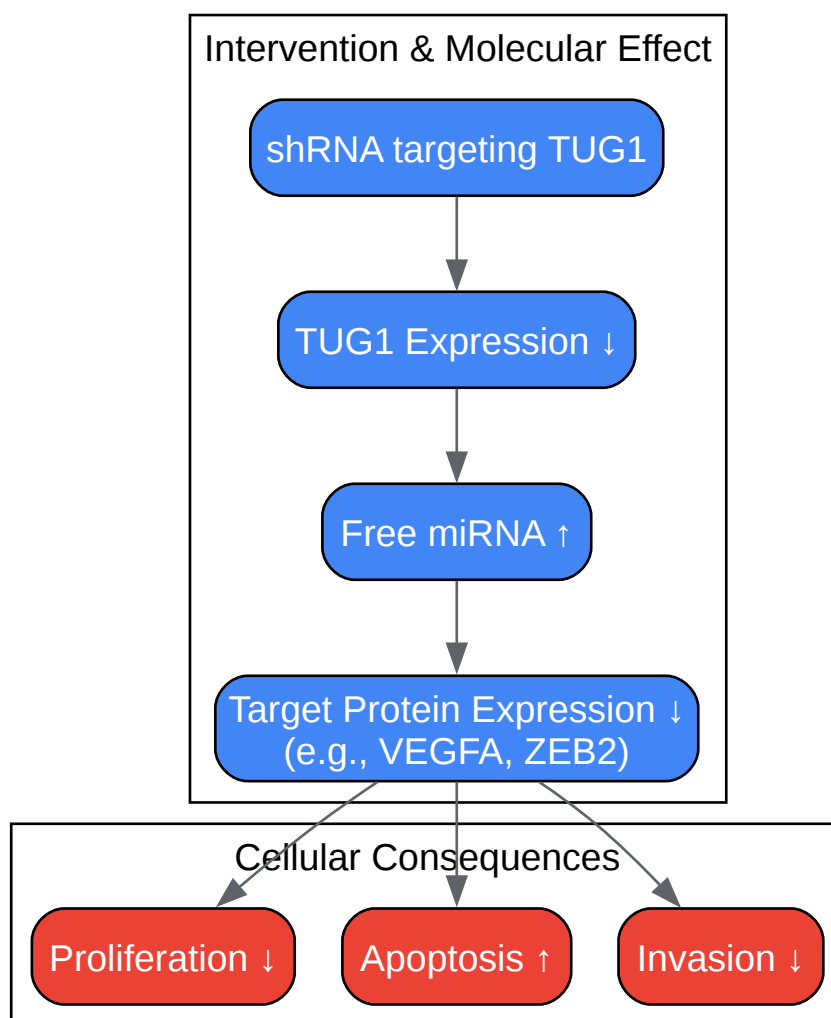 Intervention & Molecular Effect
shRNA targeting TUG1
TUG1 Expression ↓
Free miRNA ↑
Target Protein Expression ↓
(e.g., VEGFA, ZEB2)
Cellular Consequences
Proliferation ↓
Apoptosis ↑
Invasion ↓